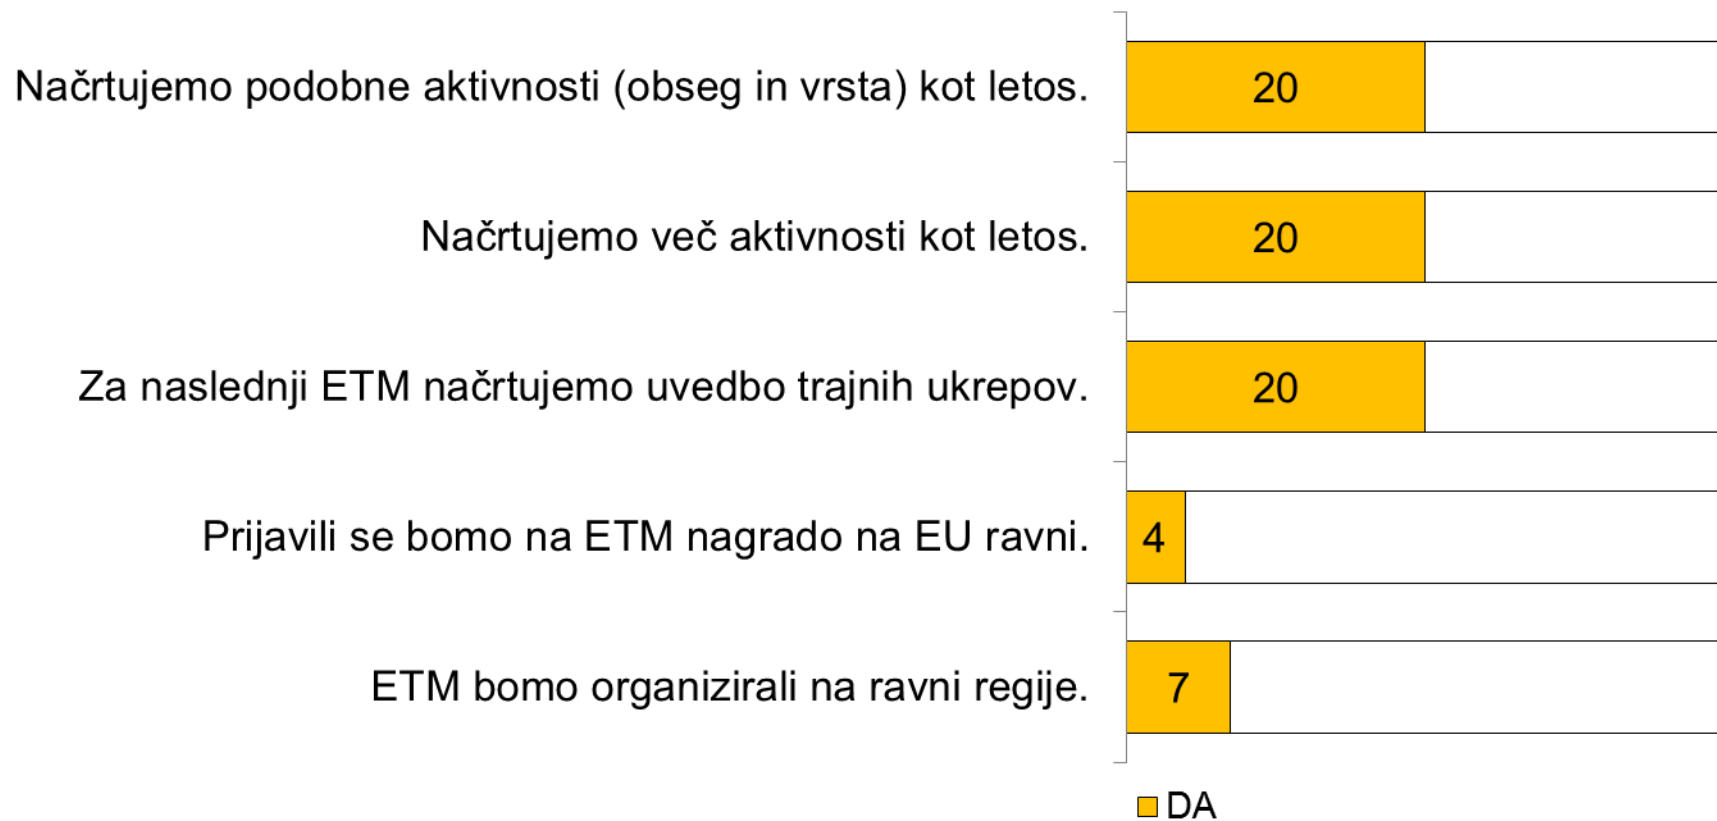 Načrtujemo podobne aktivnosti (obseg in vrsta) kot letos.
20
Načrtujemo več aktivnosti kot letos.
20
Za naslednji ETM načrtujemo uvedbo trajnih ukrepov.
20
Prijavili se bomo na ETM nagrado na EU ravni.
4
ETM bomo organizirali na ravni regije.
7
DA